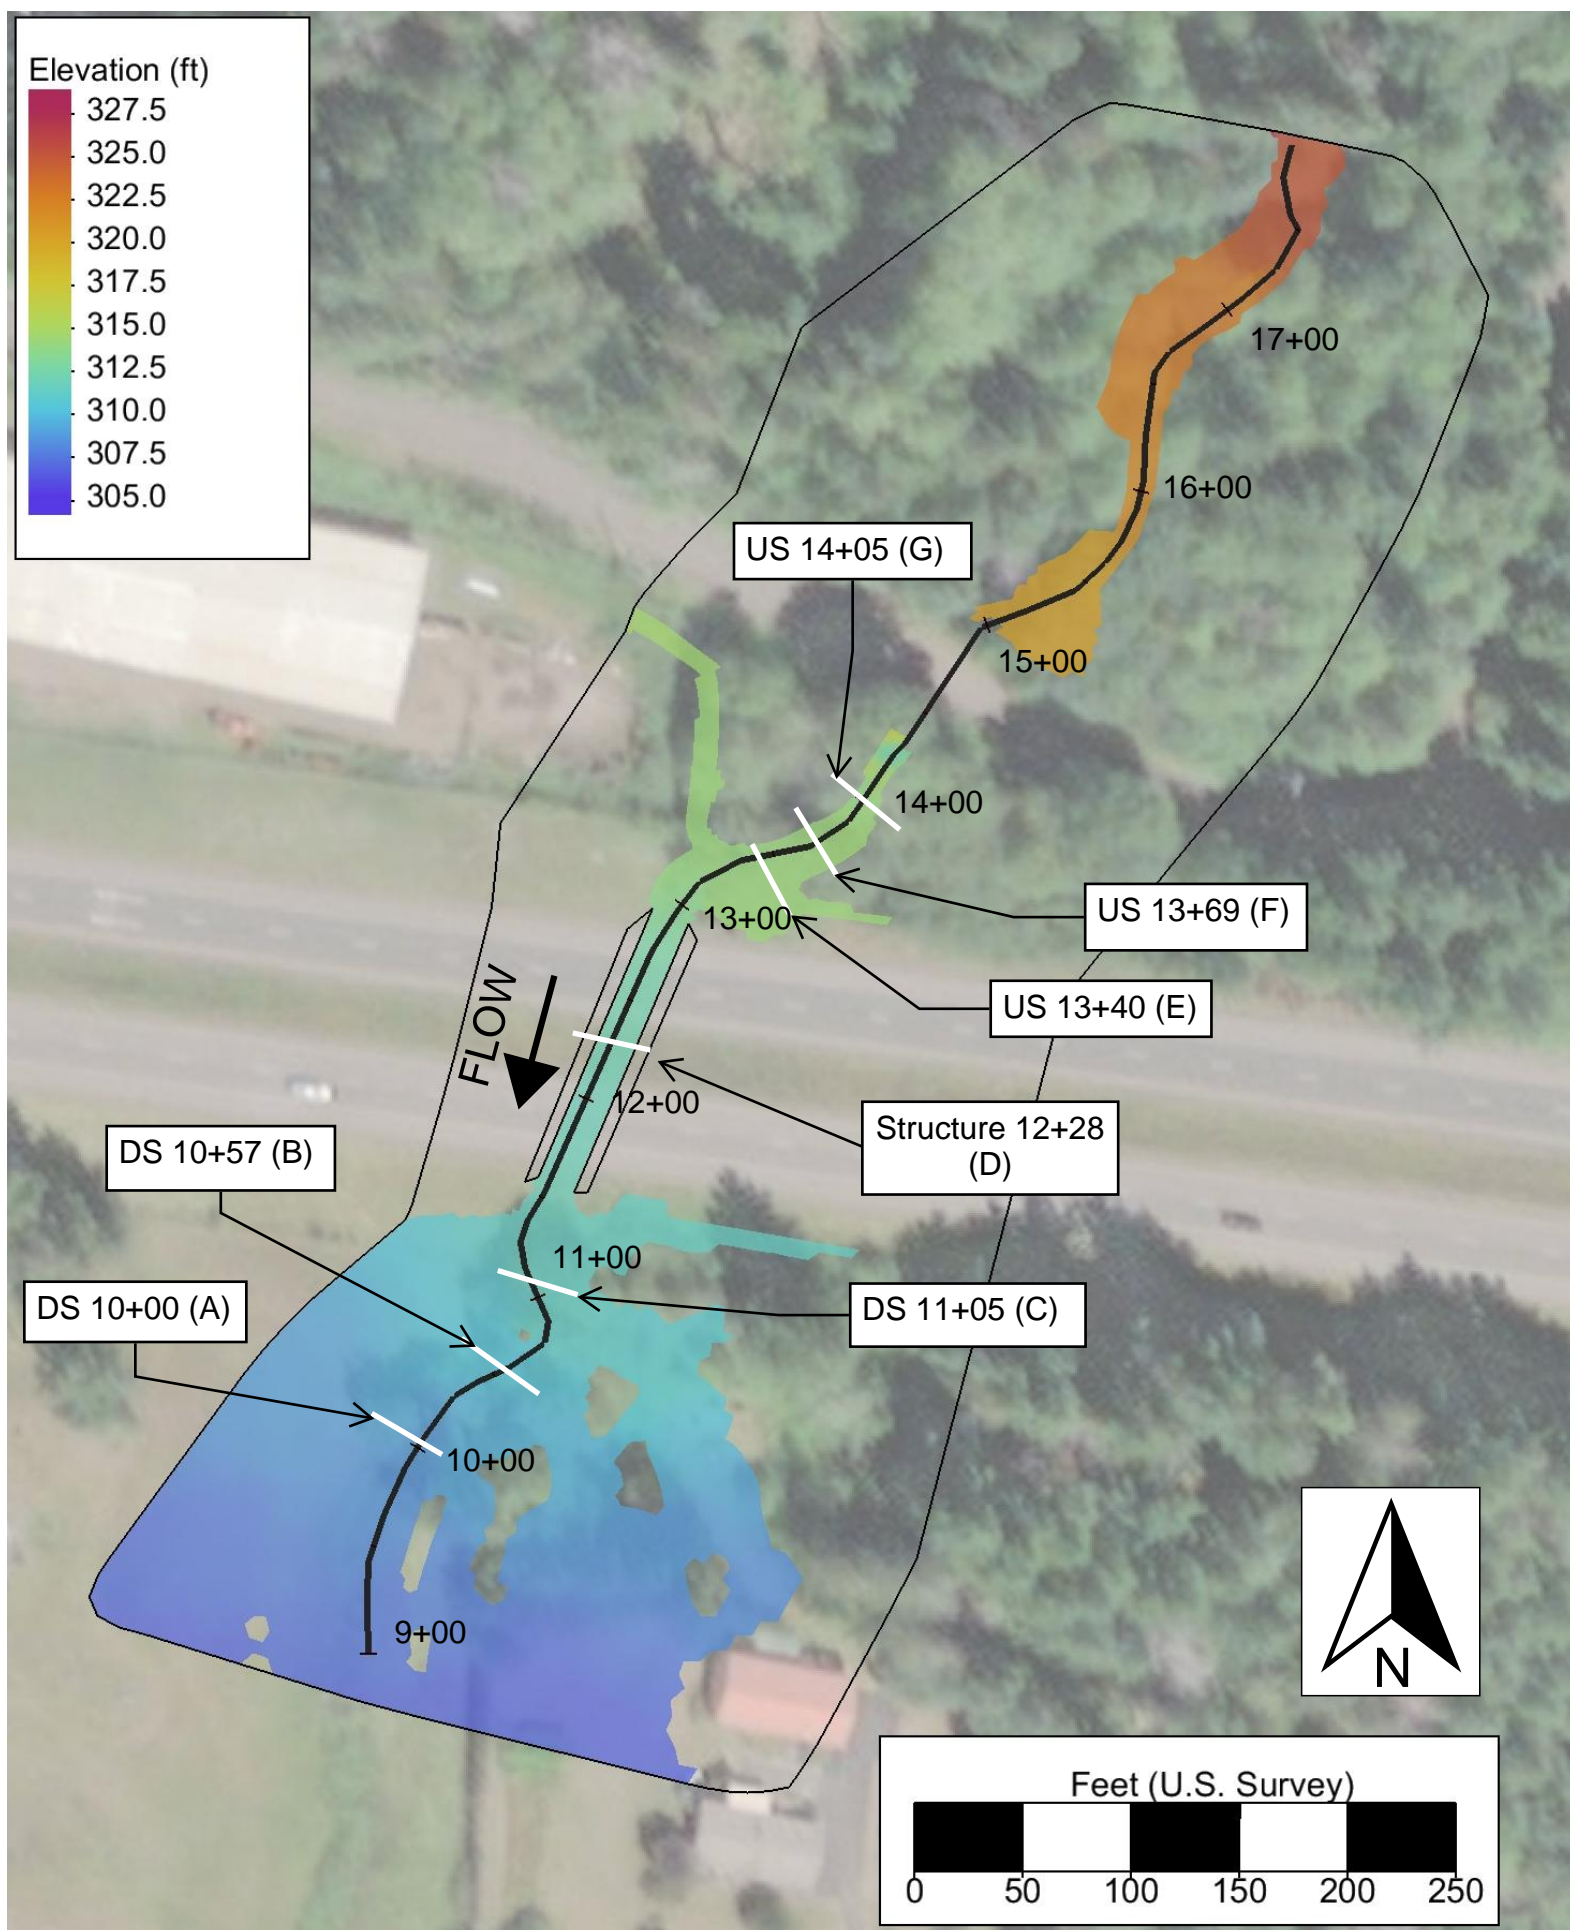 Elevation (ft)
327.5
325.0
322.5
320.0
317.5
315.0
312.5
310.0
307.5
305.0
17+00
16+00
US 14+05 (G)
15+00
14+00
US 13+69 (F)
13+00
US 13+40 (E)
FLOW
12+00
Structure 12+28
(D)
DS 10+57 (B)
11+00
DS 10+00 (A)
DS 11+05 (C)
10+00
9+00
N
Feet (U.S. Survey)
0 50 100 150 200 250